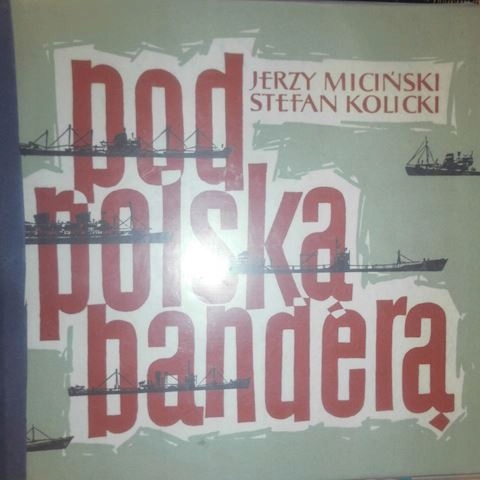 JERZY MICIŃSKI
STEFAN KOLICKI
pod
polską
banderą